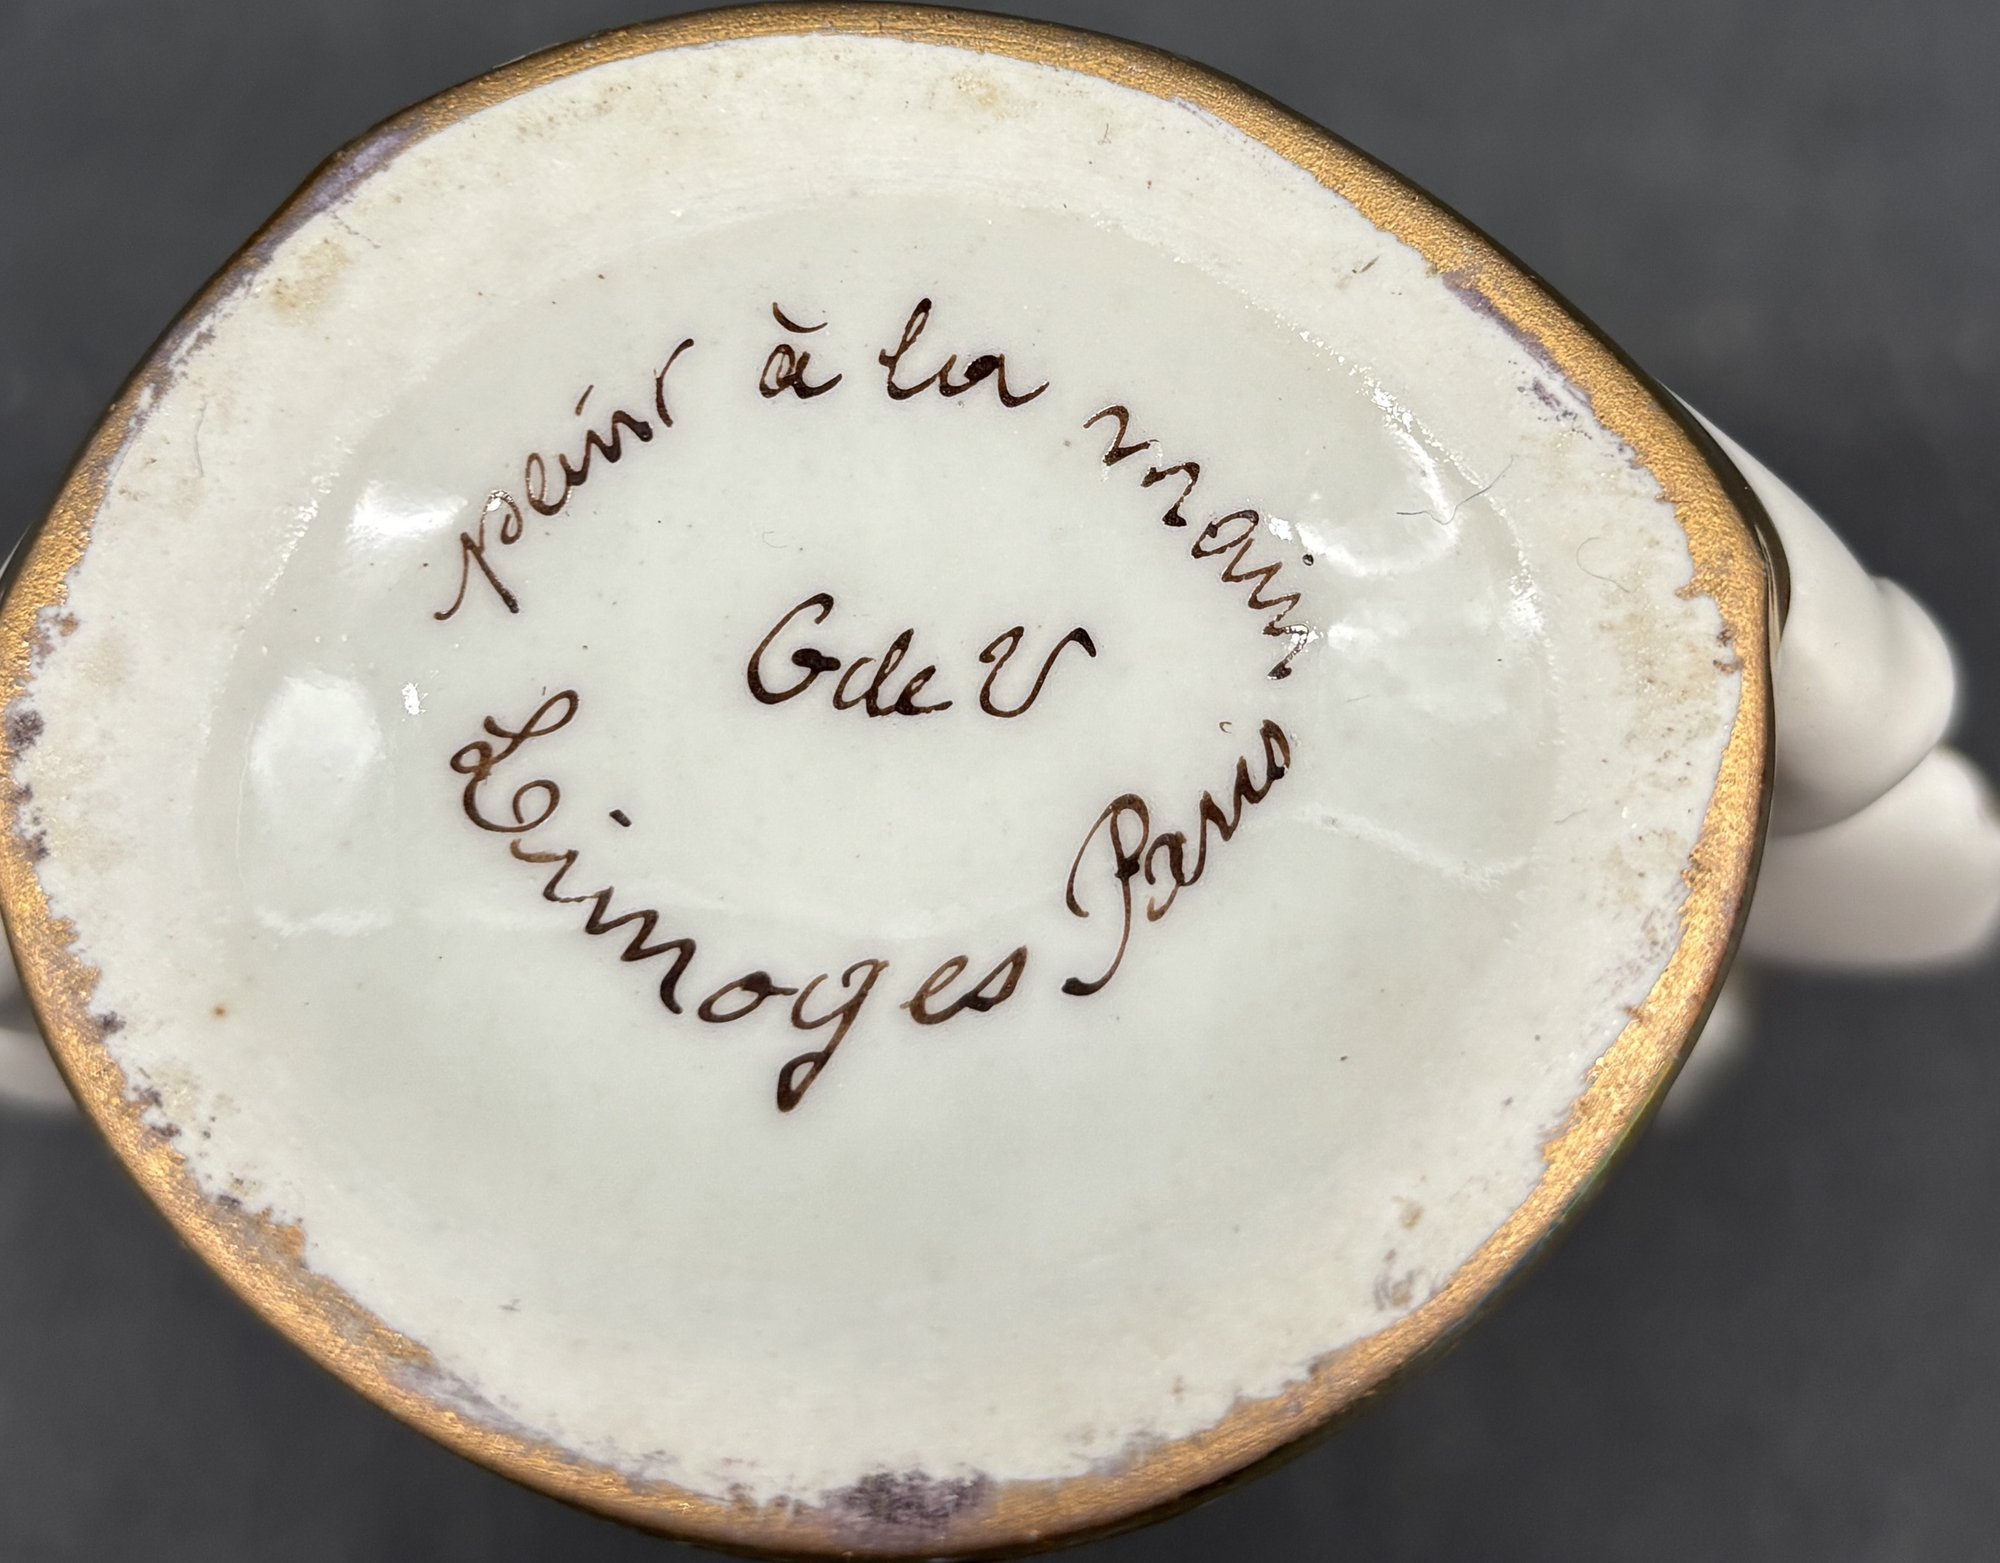 peint à la main
G de V
Limoges Paris